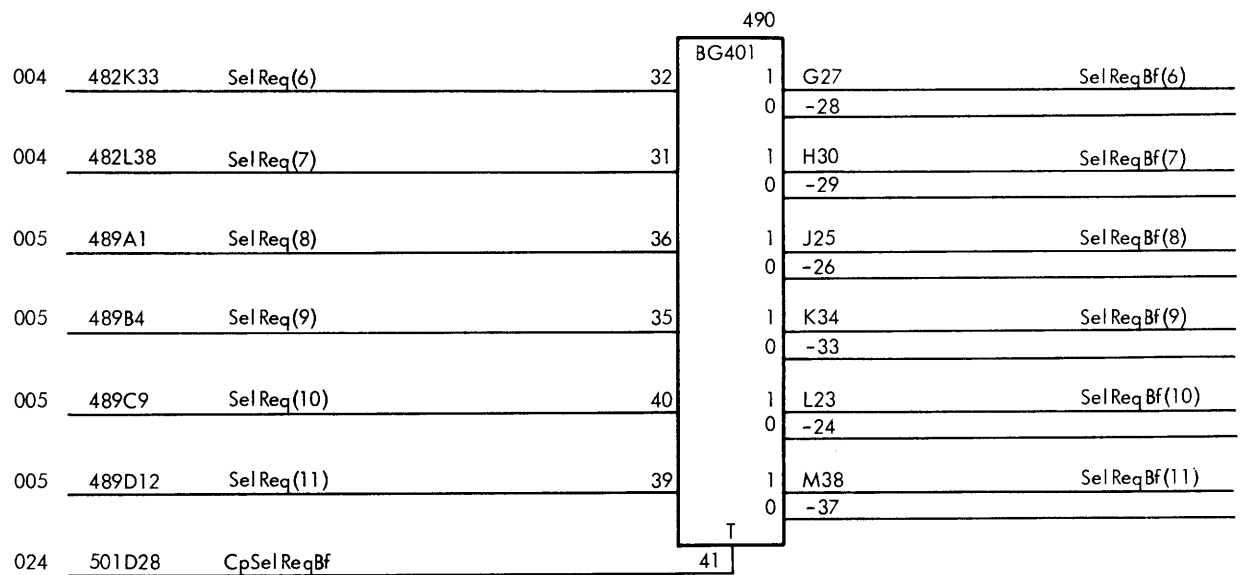 490
BG401
004 482K33 SelReq(6) 32 1 G27 SelReqBf(6)
0 -28
004 482L38 SelReq(7) 31 1 H30 SelReqBf(7)
0 -29
005 489A1 SelReq(8) 36 1 J25 SelReqBf(8)
0 -26
005 489B4 SelReq(9) 35 1 K34 SelReqBf(9)
0 -33
005 489C9 SelReq(10) 40 1 L23 SelReqBf(10)
0 -24
005 489D12 SelReq(11) 39 1 M38 SelReqBf(11)
0 -37
T
024 501D28 CpSelReqBf 41